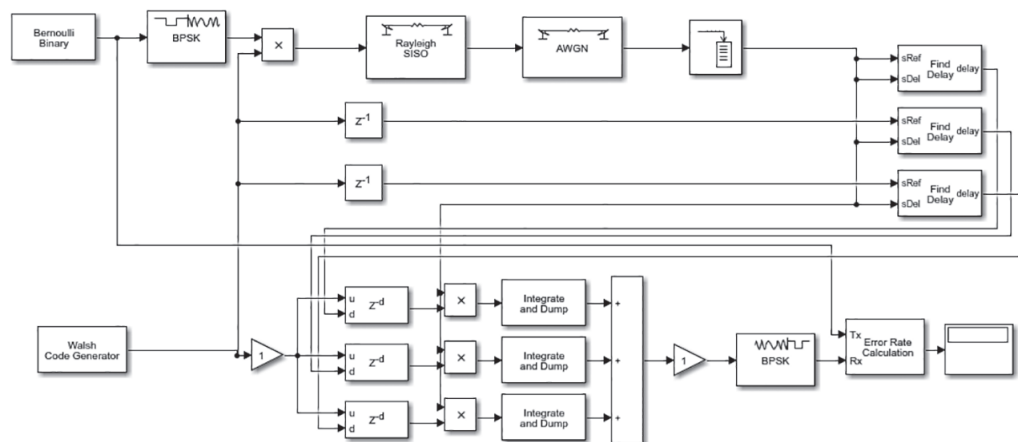 Bernoulli
Binary
BPSK
×
Rayleigh
SISO
AWGN
sRef
sDel
Find
Delay
delay
Z-1
sRef
sDel
Find
Delay
delay
Z-1
sRef
sDel
Find
Delay
delay
Walsh
Code Generator
1
u
d
Z-d
×
Integrate
and Dump
+
u
d
Z-d
×
Integrate
and Dump
+
u
d
Z-d
×
Integrate
and Dump
+
1
BPSK
Tx
Rx
Error Rate
Calculation